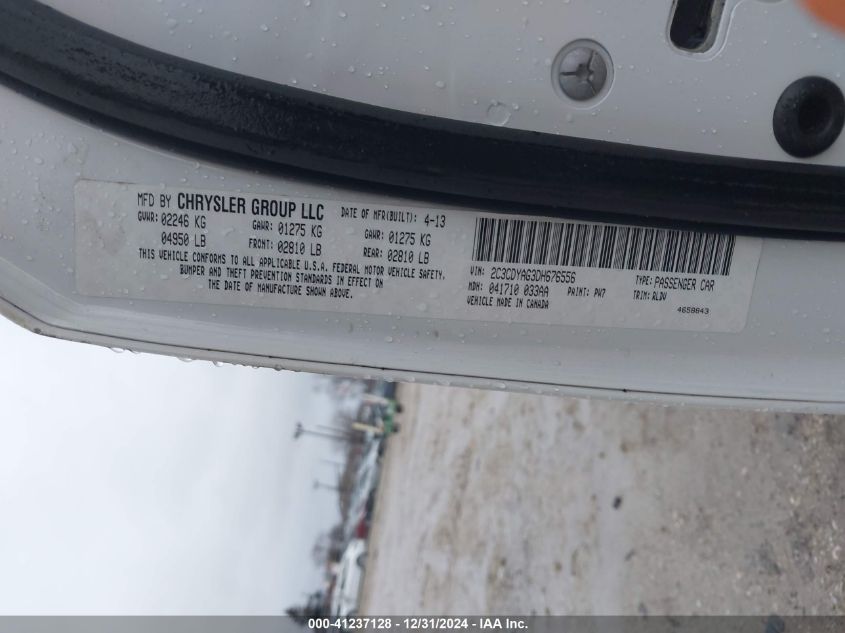 MFD BY CHRYSLER GROUP LLC DATE OF MFR(BUILT): 4-13
GVWR: 02246 KG GAWR: 01275 KG GAWR: 01275 KG
04950 LB FRONT: 02810 LB REAR: 02810 LB
THIS VEHICLE CONFORMS TO ALL APPLICABLE U.S.A. FEDERAL MOTOR VEHICLE SAFETY,
BUMPER AND THEFT PREVENTION STANDARDS IN EFFECT ON
THE DATE OF MANUFACTURE SHOWN ABOVE.
VIN: 2C3CDYAG3DH676556 TYPE: PASSENGER CAR
MDH: 041710 033AA PAINT: PW7 TRIM: RLDV
VEHICLE MADE IN CANADA 4658643
000-41237128 - 12/31/2024 - IAA Inc.